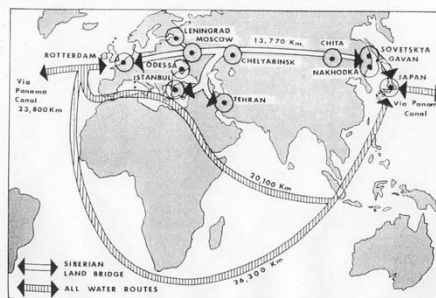 LENINGRAD
MOSCOW
13,770 Km.
CHITA
SOVETSKYA
GAVAN
ROTTERDAM
ODESSA
CHELYABINSK
NAKHODKA
ISTANBUL
TEHRAN
JAPAN
Via
Panama
Canal
23,800 Km
Via Panama
Canal
20,100 Km
26,300 Km
SIBERIAN
LAND BRIDGE
ALL WATER ROUTES